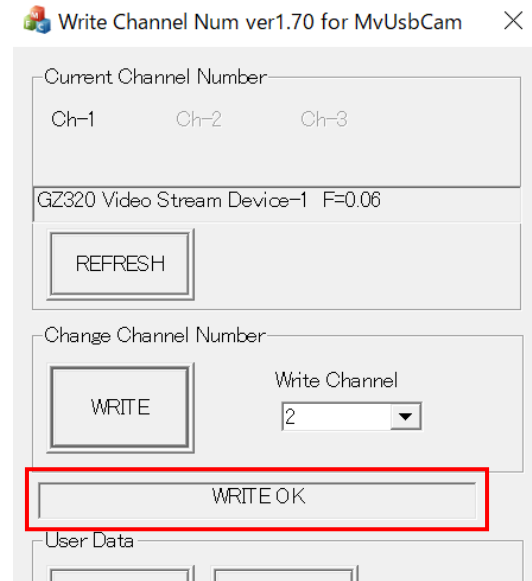 Write Channel Num ver1.70 for MvUsbCam
Current Channel Number
Ch-1 Ch-2 Ch-3
GZ320 Video Stream Device-1 F=0.06
REFRESH
Change Channel Number
Write Channel
WRITE
2
WRITE OK
User Data